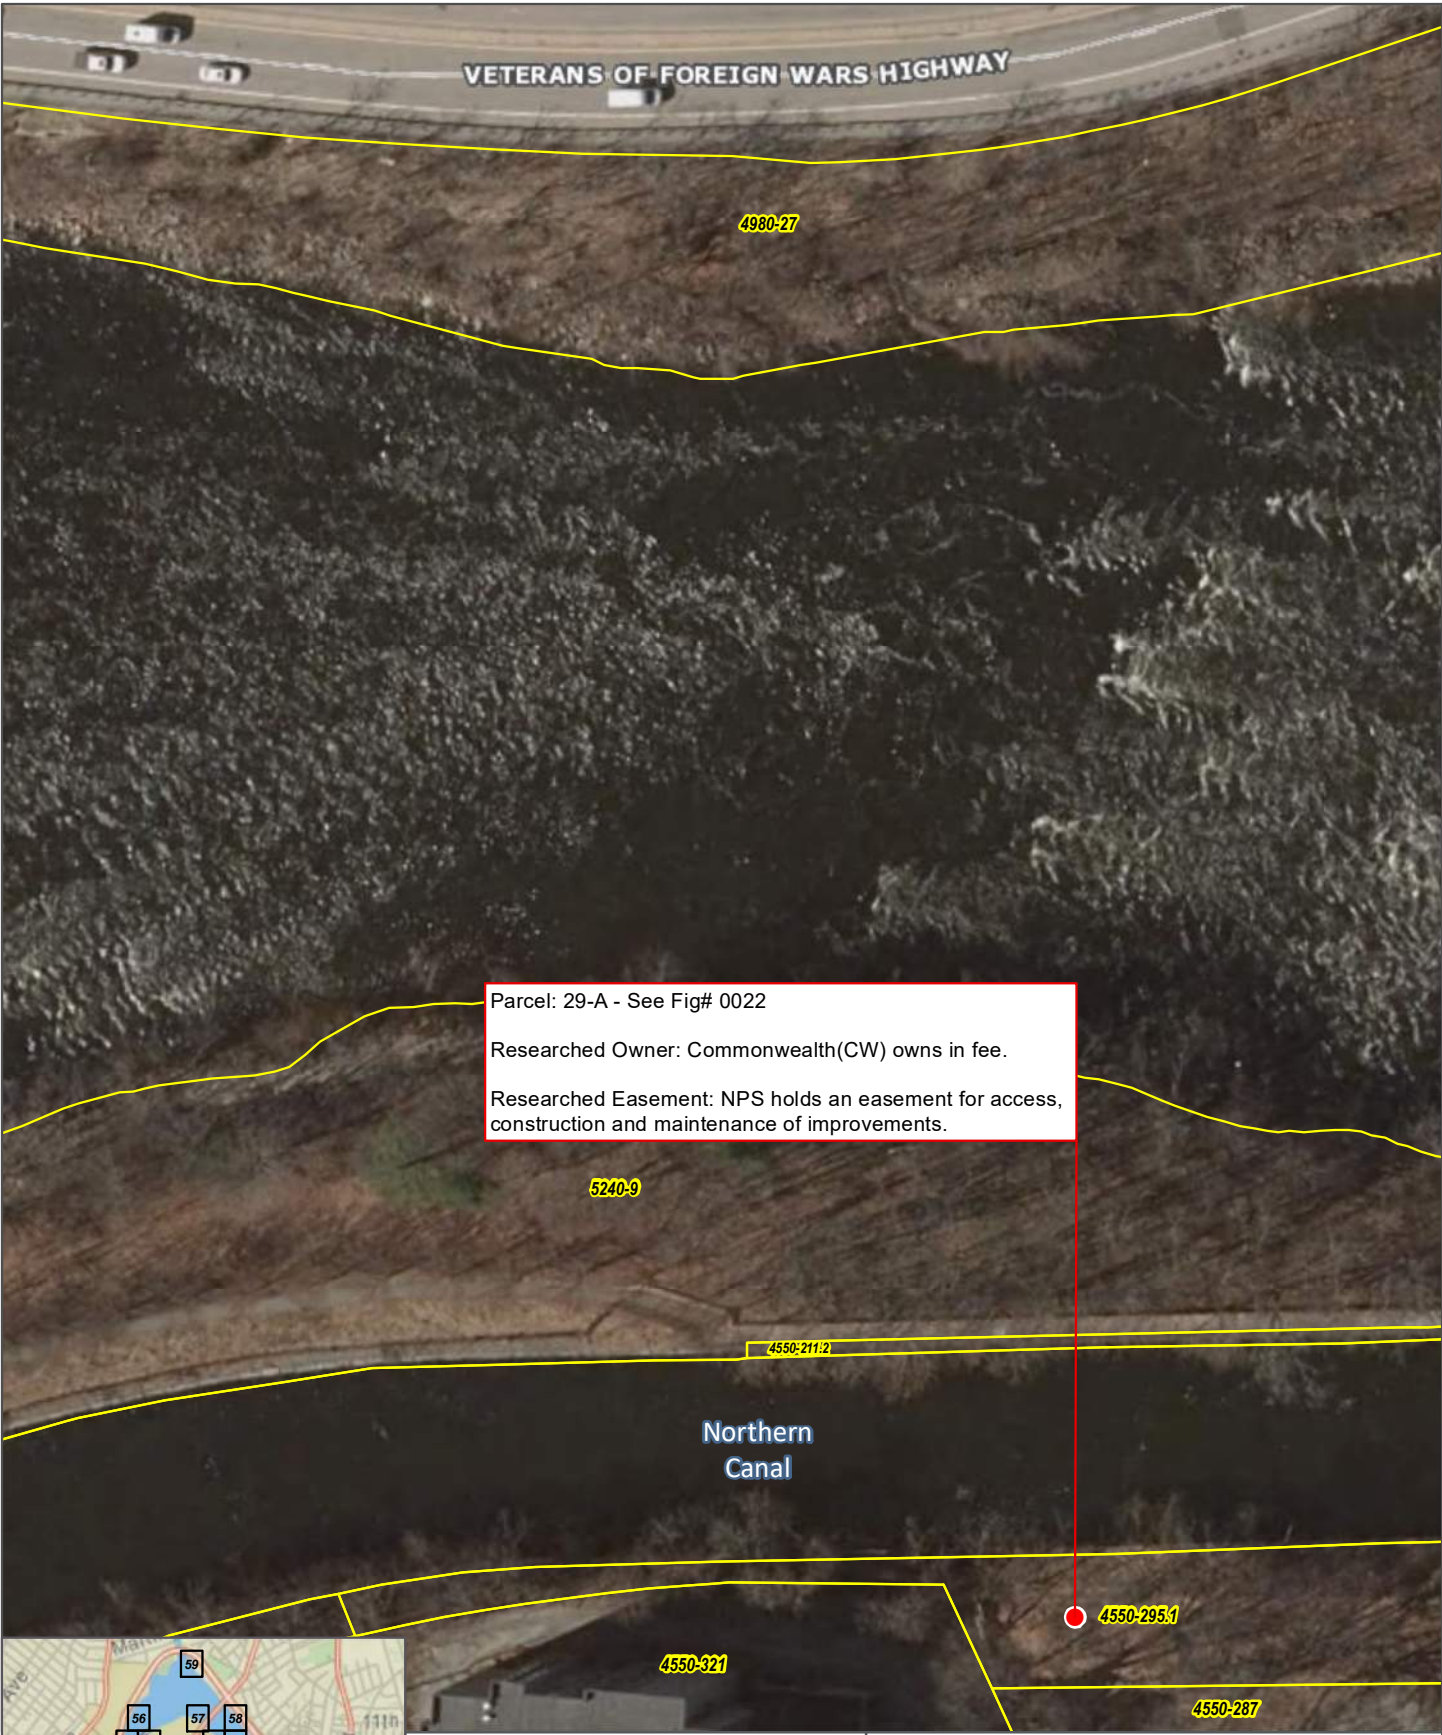 VETERANS OF FOREIGN WARS HIGHWAY
4980-27
Parcel: 29-A - See Fig# 0022
Researched Owner: Commonwealth(CW) owns in fee.
Researched Easement: NPS holds an easement for access,
construction and maintenance of improvements.
5240-9
4550-211.2
Northern
Canal
4550-295.1
4550-321
4550-287
Ave
59
56
57
58
11th